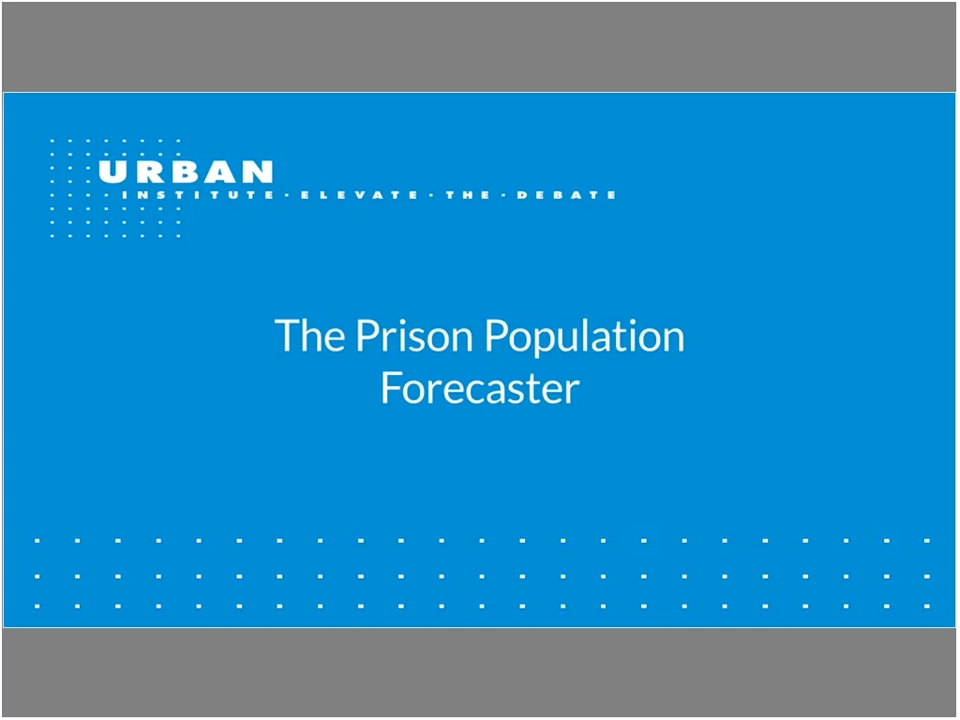 URBAN
INSTITUTE · ELEVATE · THE · DEBATE
The Prison Population
Forecaster